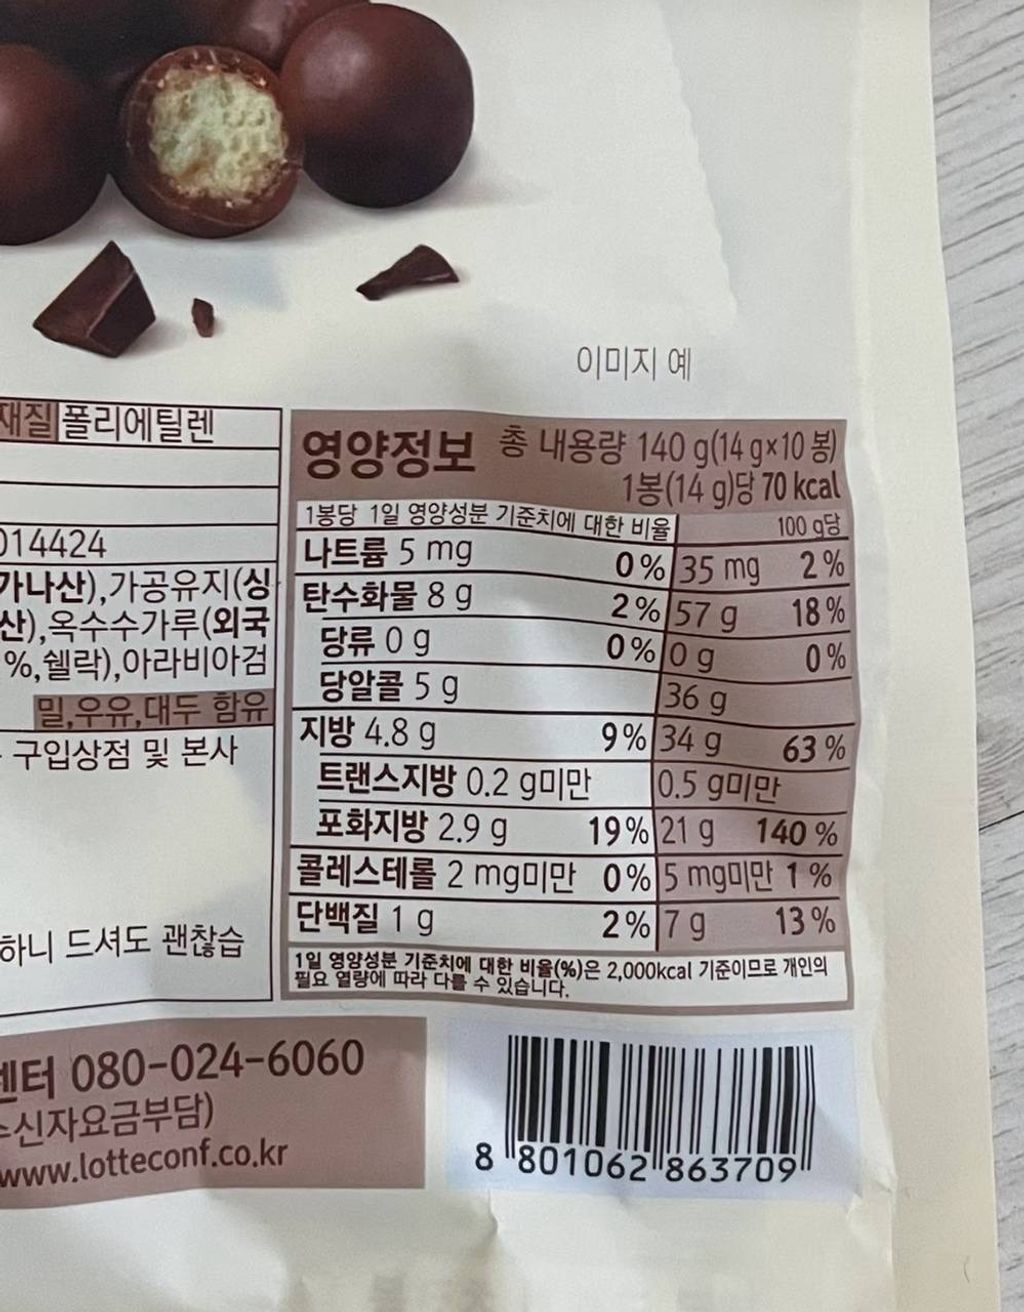 이미지 예
재질 폴리에틸렌
014424
가나산),가공유지(싱
산),옥수수가루(외국
%,쉘락),아라비아검
밀,우유,대두 함유
구입상점 및 본사
하니 드셔도 괜찮습
영양정보 총 내용량 140 g(14 g×10 봉)
1봉(14 g)당 70 kcal
1봉당 1일 영양성분 기준치에 대한 비율 100 g당
나트륨 5 mg 0% 35 mg 2%
탄수화물 8 g 2% 57 g 18%
당류 0 g 0% 0 g 0%
당알콜 5 g 36 g
지방 4.8 g 9% 34 g 63%
트랜스지방 0.2 g미만 0.5 g미만
포화지방 2.9 g 19% 21 g 140 %
콜레스테롤 2 mg미만 0% 5 mg미만 1 %
단백질 1 g 2% 7 g 13%
1일 영양성분 기준치에 대한 비율(%)은 2,000kcal 기준이므로 개인의
필요 열량에 따라 다를 수 있습니다.
센터 080-024-6060
수신자요금부담)
www.lotteconf.co.kr
8 801062 863709